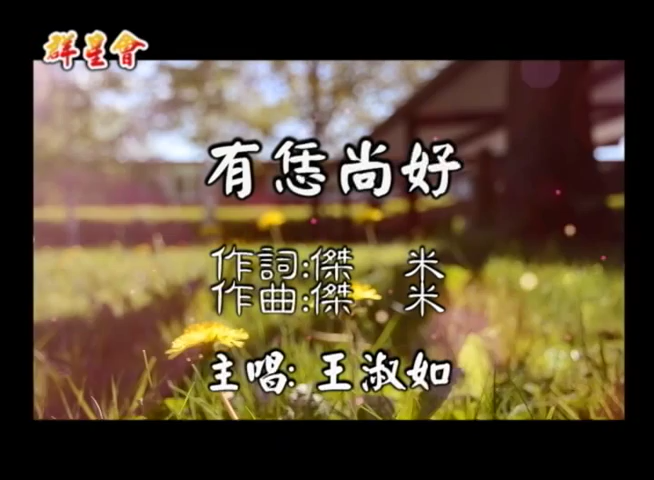 群星會
有恁尚好
作詞:傑 米
作曲:傑 米
主唱: 王淑如